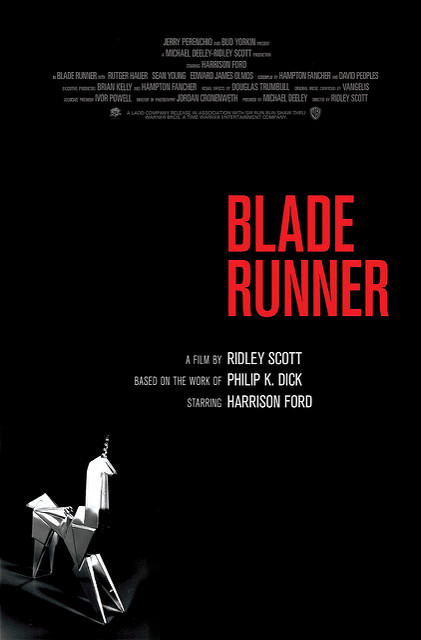 JERRY PERENCHIO AND BUD YORKIN PRESENT
A MICHAEL DEELEY-RIDLEY SCOTT PRODUCTION
STARRING HARRISON FORD
IN BLADE RUNNER WITH RUTGER HAUER SEAN YOUNG EDWARD JAMES OLMOS SCREENPLAY BY HAMPTON FANCHER AND DAVID PEOPLES
EXECUTIVE PRODUCERS BRIAN KELLY AND HAMPTON FANCHER VISUAL EFFECTS BY DOUGLAS TRUMBULL ORIGINAL MUSIC COMPOSED BY VANGELIS
ASSOCIATE PRODUCER IVOR POWELL DIRECTOR OF PHOTOGRAPHY JORDAN CRONENWETH PRODUCED BY MICHAEL DEELEY DIRECTED BY RIDLEY SCOTT
A LADD COMPANY RELEASE IN ASSOCIATION WITH SIR RUN RUN SHAW THRU
WARNER BROS. A TIME WARNER ENTERTAINMENT COMPANY.
BLADE
RUNNER
A FILM BY RIDLEY SCOTT
BASED ON THE WORK OF PHILIP K. DICK
STARRING HARRISON FORD